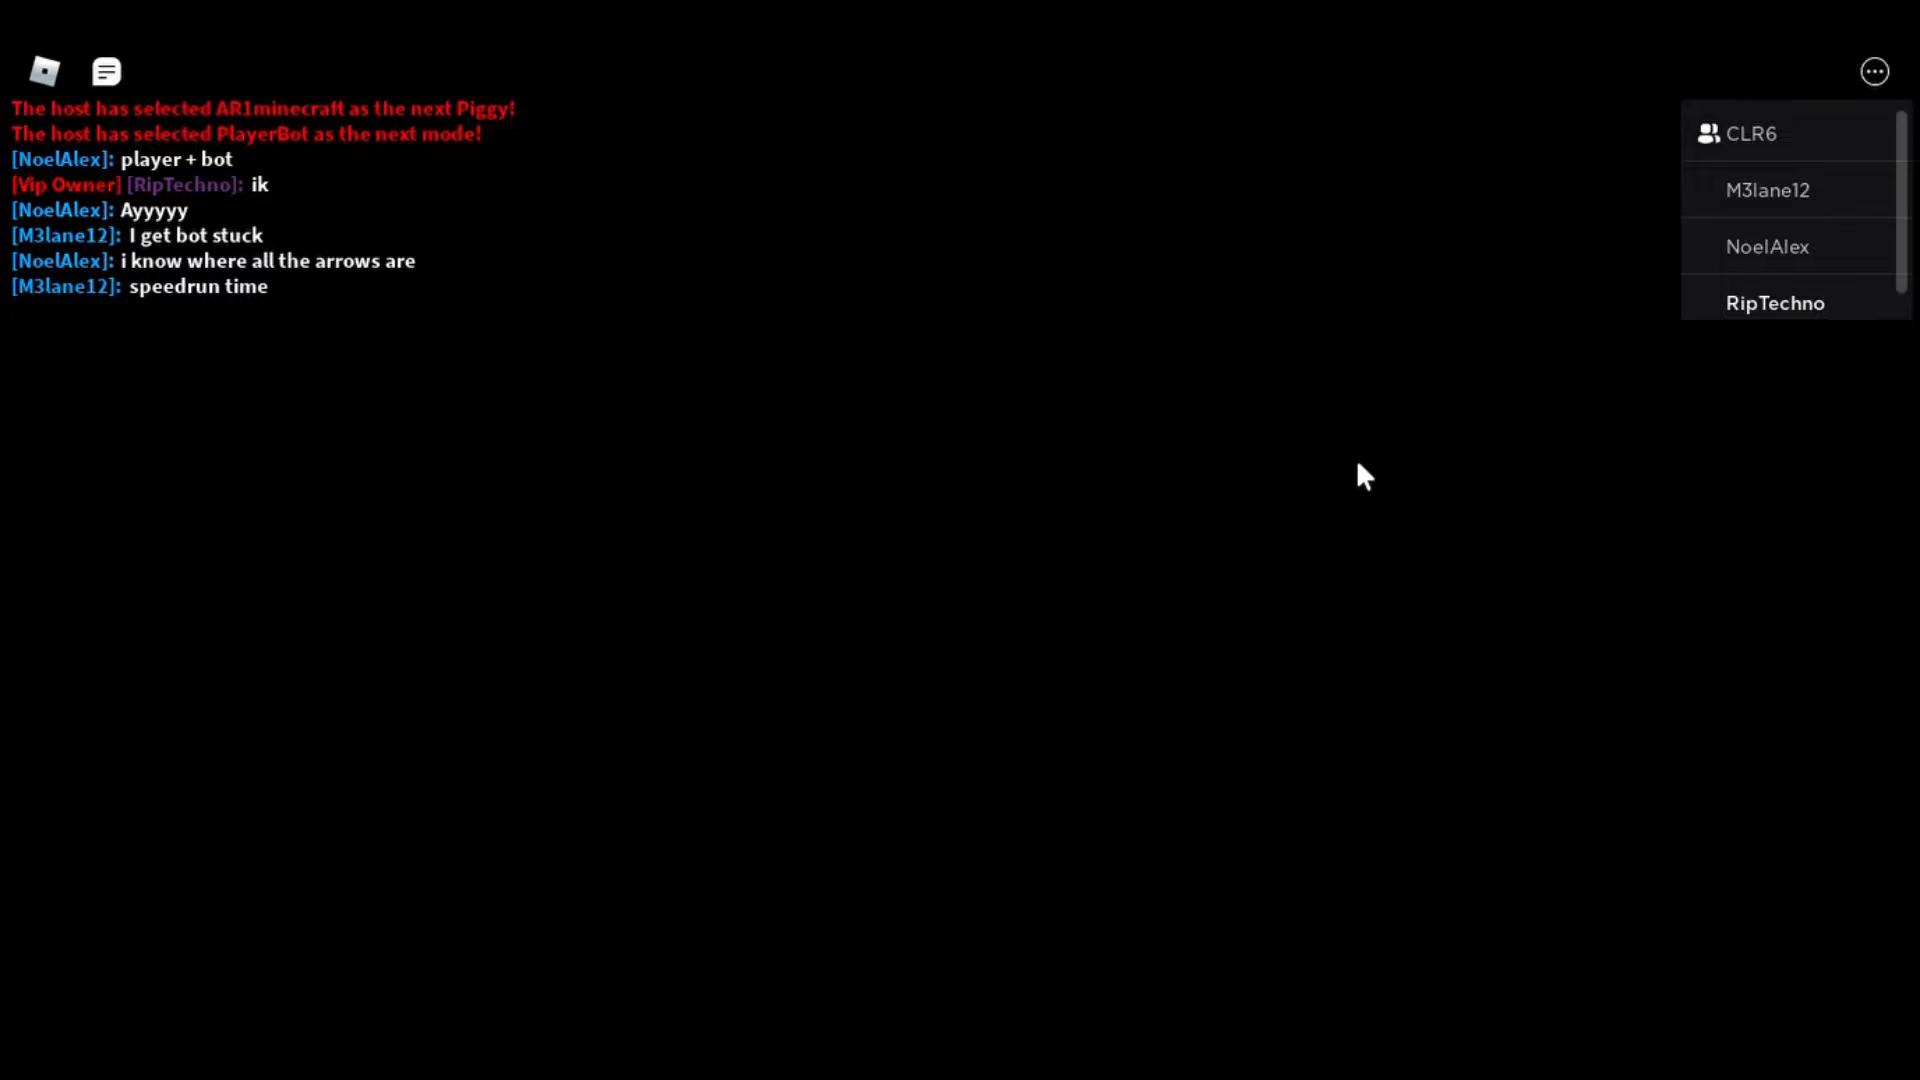 The host has selected AR1minecraft as the next Piggy!
The host has selected PlayerBot as the next mode!
[NoelAlex]: player + bot
[Vip Owner] [RipTechno]: ik
[NoelAlex]: Ayyyyy
[M3lane12]: I get bot stuck
[NoelAlex]: i know where all the arrows are
[M3lane12]: speedrun time
CLR6
M3lane12
NoelAlex
RipTechno